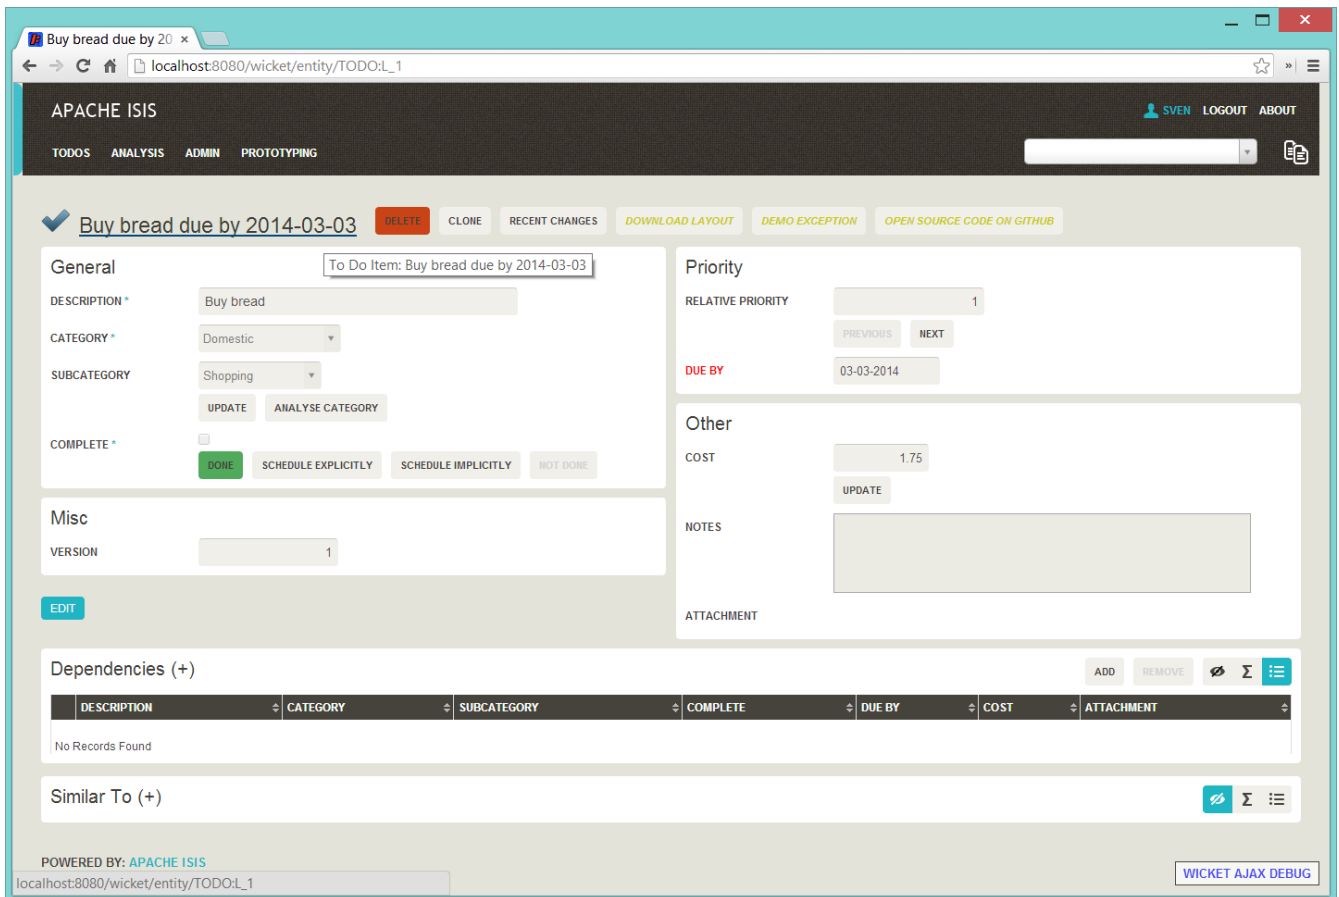 Buy bread due by 20
localhost:8080/wicket/entity/TODO:L_1
APACHE ISIS
SVEN LOGOUT ABOUT
TODOS ANALYSIS ADMIN PROTOTYPING
Buy bread due by 2014-03-03 DELETE CLONE RECENT CHANGES DOWNLOAD LAYOUT DEMO EXCEPTION OPEN SOURCE CODE ON GITHUB
To Do Item: Buy bread due by 2014-03-03
General
DESCRIPTION * Buy bread
CATEGORY * Domestic
SUBCATEGORY Shopping
UPDATE ANALYSE CATEGORY
COMPLETE *
DONE SCHEDULE EXPLICITLY SCHEDULE IMPLICITLY NOT DONE
Misc
VERSION 1
EDIT
Priority
RELATIVE PRIORITY 1
PREVIOUS NEXT
DUE BY 03-03-2014
Other
COST 1.75
UPDATE
NOTES
ATTACHMENT
Dependencies (+) ADD REMOVE Σ
DESCRIPTION CATEGORY SUBCATEGORY COMPLETE DUE BY COST ATTACHMENT
No Records Found
Similar To (+) Σ
POWERED BY: APACHE ISIS
localhost:8080/wicket/entity/TODO:L_1
WICKET AJAX DEBUG